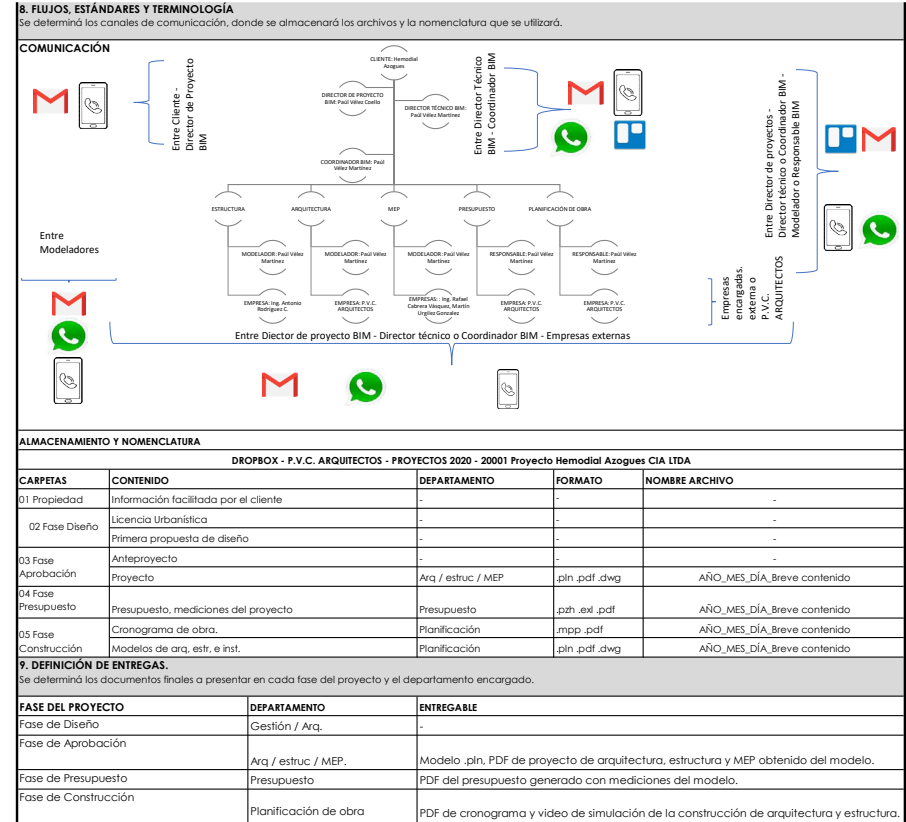 8. FLUJOS, ESTÁNDARES Y TERMINOLOGÍA
Se determiná los canales de comunicación, donde se almacenará los archivos y la nomenclatura que se utilizará.
COMUNICACIÓN
Entre Cliente -
Director de Proyecto
BIM
CLIENTE: Hemodial
Azogues
DIRECTOR DE PROYECTO
BIM: Paúl Vélez Coello
DIRECTOR TÉCNICO BIM:
Paúl Vélez Martínez
COORDINADOR BIM: Paúl
Vélez Martínez
Entre Director Técnico
BIM - Coordinador BIM
Entre Director de proyectos -
Director técnico o Coordinador BIM -
Modelador o Responsable BIM
ESTRUCTURA
ARQUITECTURA
MEP
PRESUPUESTO
PLANIFICACIÓN DE OBRA
Entre
Modeladores
MODELADOR: Paúl Vélez
Martínez
MODELADOR: Paúl Vélez
Martínez
MODELADOR: Paúl Vélez
Martínez
RESPONSABLE: Paúl Vélez
Martínez
RESPONSABLE: Paúl Vélez
Martínez
EMPRESA: Ing. Antonio
Rodríguez C.
EMPRESA: P.V.C.
ARQUITECTOS
EMPRESAS: : Ing. Rafael
Cabrera Vásquez, Martín
Urgilez Gonzalez
EMPRESA: P.V.C.
ARQUITECTOS
EMPRESA: P.V.C.
ARQUITECTOS
Empresas
encargadas.
externa o
P.V.C.
ARQUITECTOS
Entre Diector de proyecto BIM - Director técnico o Coordinador BIM - Empresas externas
ALMACENAMIENTO Y NOMENCLATURA
DROPBOX - P.V.C. ARQUITECTOS - PROYECTOS 2020 - 20001 Proyecto Hemodial Azogues CIA LTDA
CARPETAS CONTENIDO DEPARTAMENTO FORMATO NOMBRE ARCHIVO
01 Propiedad Información facilitada por el cliente - - -
02 Fase Diseño
Licencia Urbanística - - -
Primera propuesta de diseño - - -
03 Fase
Aprobación
Anteproyecto - - -
Proyecto Arq / estruc / MEP .pln .pdf .dwg AÑO_MES_DÍA_Breve contenido
04 Fase
Presupuesto Presupuesto, mediciones del proyecto Presupuesto .pzh .exl .pdf AÑO_MES_DÍA_Breve contenido
05 Fase
Construcción
Cronograma de obra. Planificación .mpp .pdf AÑO_MES_DÍA_Breve contenido
Modelos de arq, estr, e inst. Planificación .pln .pdf .dwg AÑO_MES_DÍA_Breve contenido
9. DEFINICIÓN DE ENTREGAS.
Se determiná los documentos finales a presentar en cada fase del proyecto y el departamento encargado.
FASE DEL PROYECTO DEPARTAMENTO ENTREGABLE
Fase de Diseño Gestión / Arq. -
Fase de Aprobación
Arq / estruc / MEP. Modelo .pln, PDF de proyecto de arquitectura, estructura y MEP obtenido del modelo.
Fase de Presupuesto Presupuesto PDF del presupuesto generado con mediciones del modelo.
Fase de Construcción
Planificación de obra PDF de cronograma y video de simulación de la construcción de arquitectura y estructura.